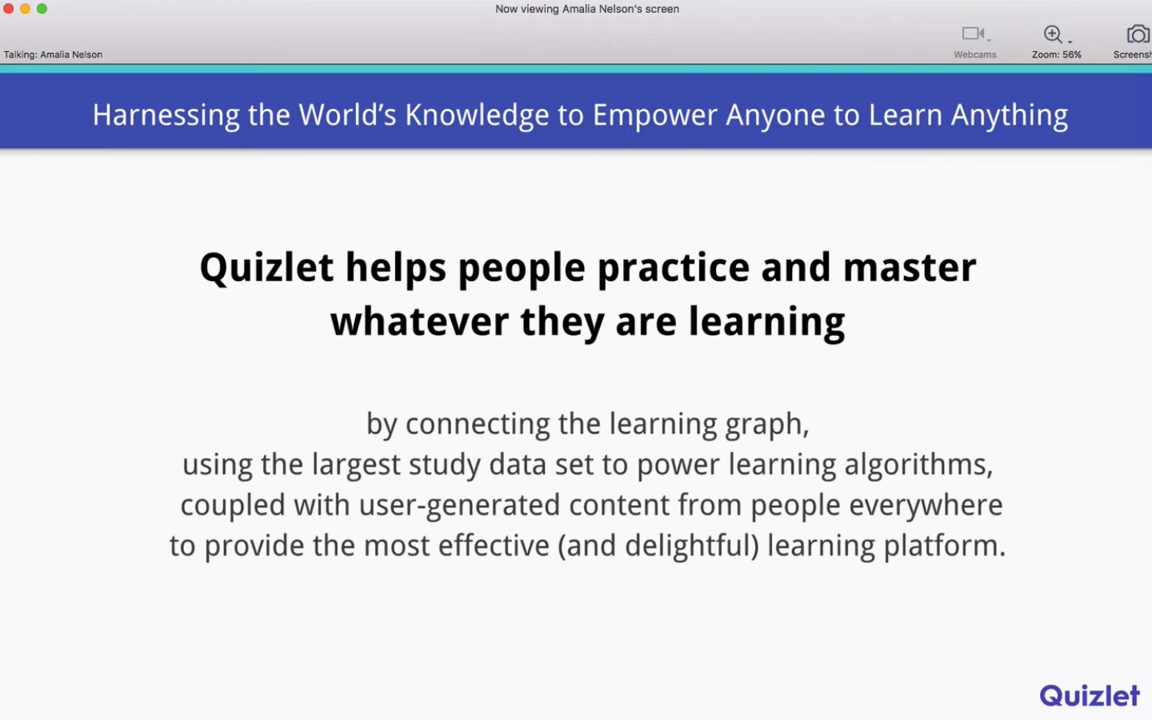 Now viewing Amalia Nelson's screen
Talking: Amalia Nelson
Webcams
Zoom: 56%
Harnessing the World’s Knowledge to Empower Anyone to Learn Anything
Quizlet helps people practice and master
whatever they are learning
by connecting the learning graph,
using the largest study data set to power learning algorithms,
coupled with user-generated content from people everywhere
to provide the most effective (and delightful) learning platform.
Quizlet